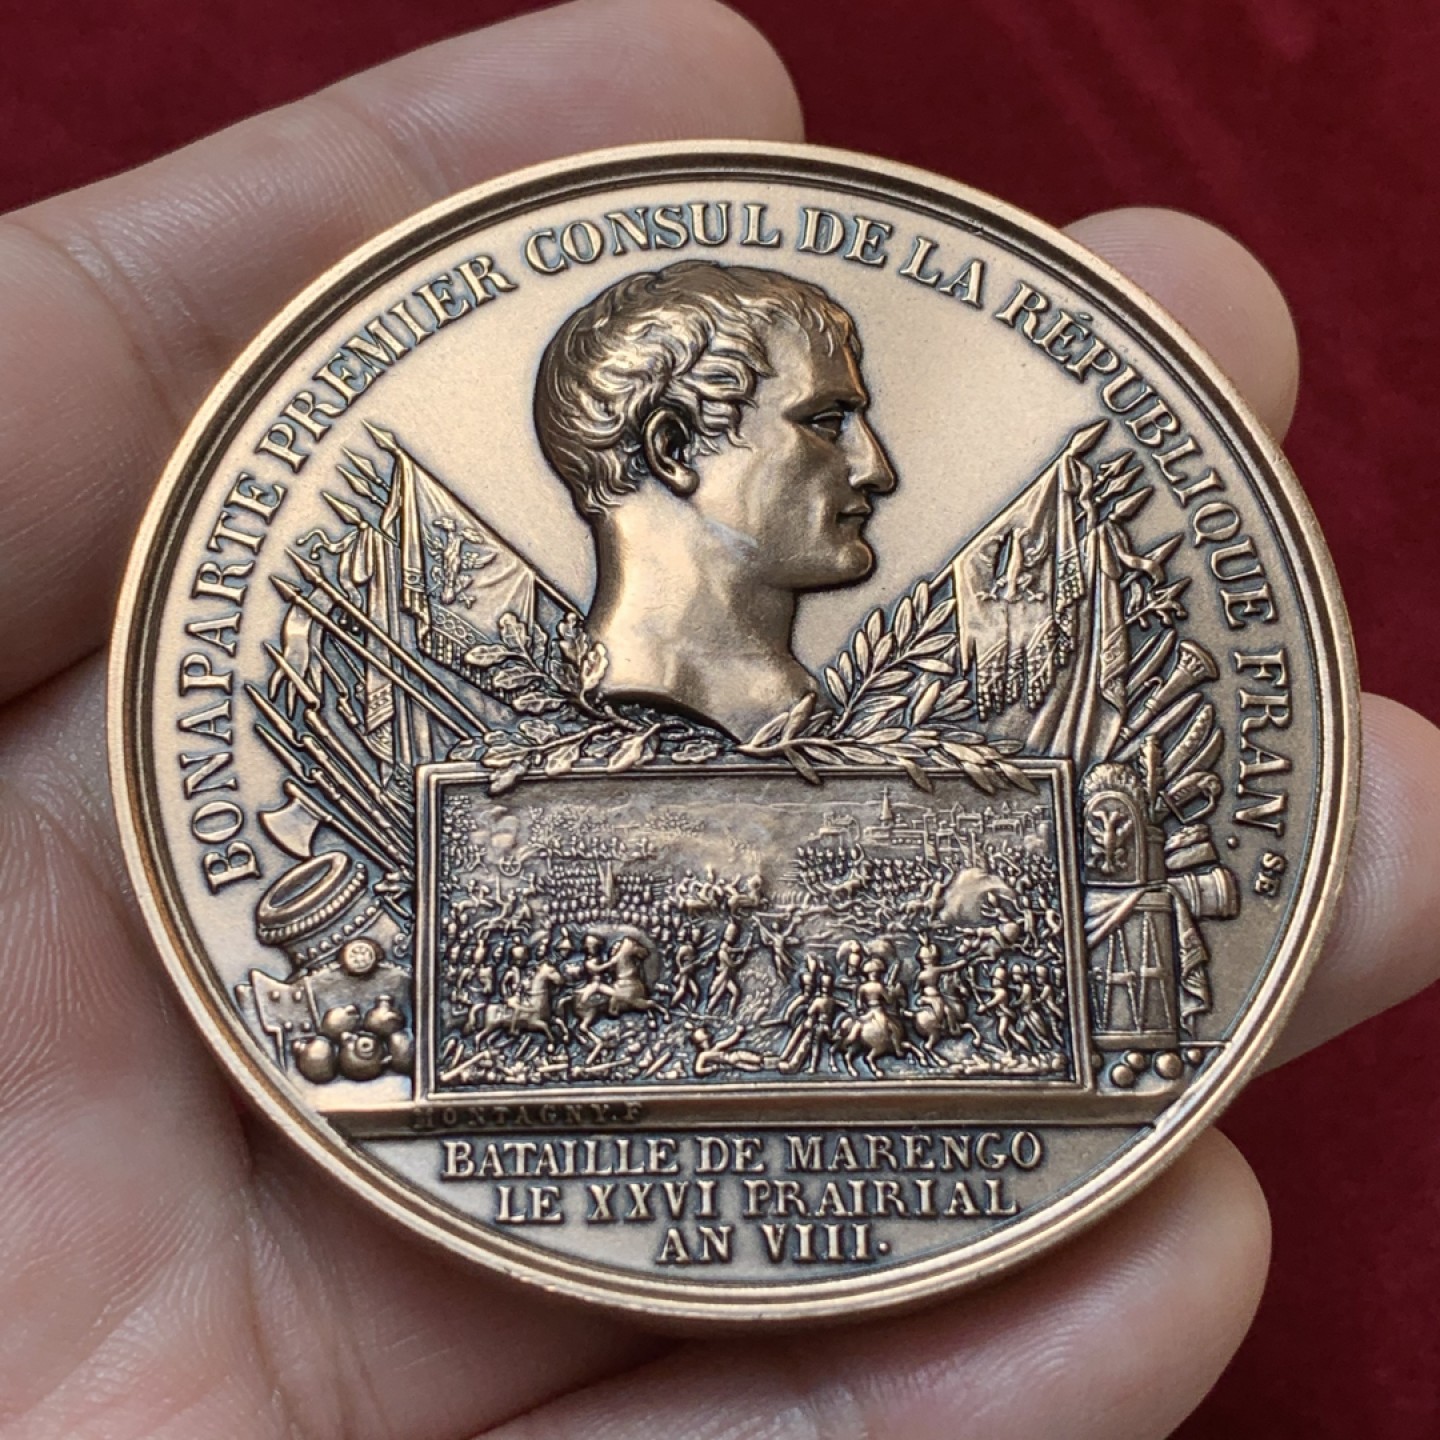 BONAPARTE PREMIER CONSUL DE LA RÉPUBLIQUE FRAN.SE
MONTAGNY.F
BATAILLE DE MARENGO
LE XXVI PRAIRIAL
AN VIII.